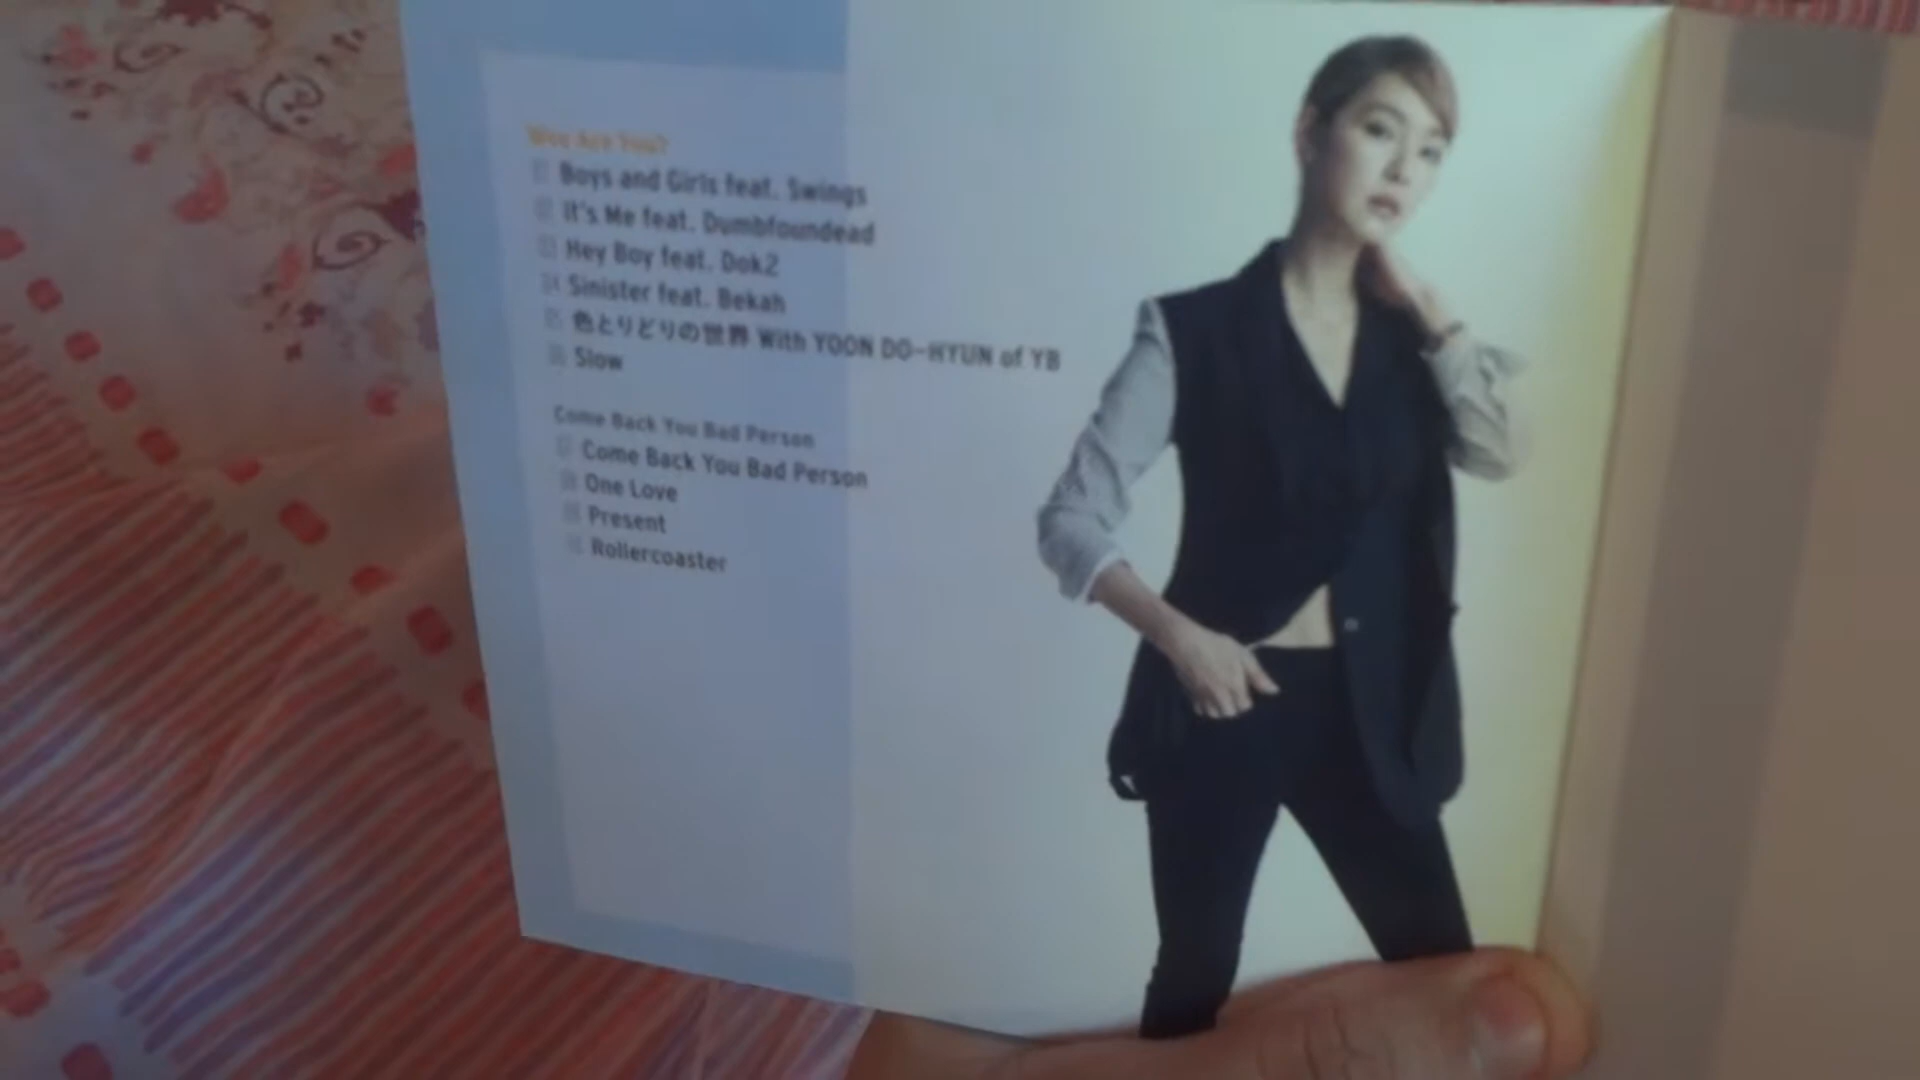 Who Are You?
Boys and Girls feat. Swings
It's Me feat. Dumbfoundead
Hey Boy feat. Dok2
Sinister feat. Bekah
色とりどりの世界 With YOON DO-HYUN of YB
Slow
Come Back You Bad Person
Come Back You Bad Person
One Love
Present
Rollercoaster